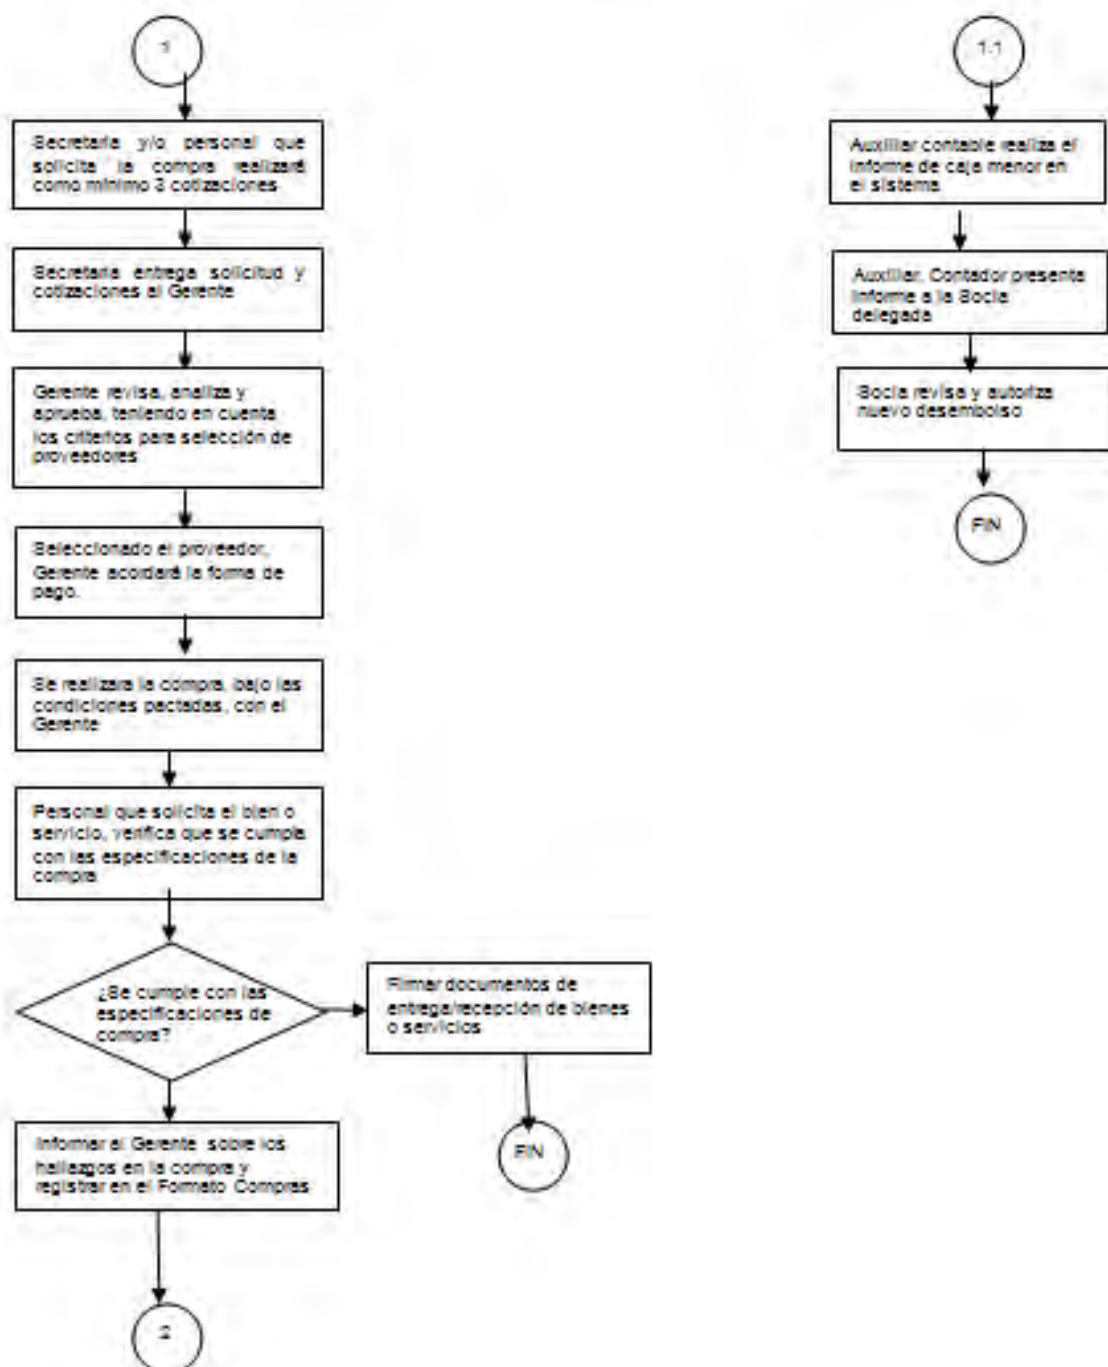 1
Secretaria y/o personal que
solicita la compra realizará
como mínimo 3 cotizaciones
Secretaria entrega solicitud y
cotizaciones al Gerente
Gerente revisa, analiza y
aprueba, teniendo en cuenta
los criterios para selección de
proveedores
Seleccionado el proveedor,
Gerente acordará la forma de
pago.
Se realizara la compra, bajo las
condiciones pactadas, con el
Gerente
Personal que solicita el bien o
servicio, verifica que se cumpla
con las especificaciones de la
compra
¿Se cumple con las
especificaciones de
compra?
Firmar documentos de
entrega/recepción de bienes
o servicios
FIN
Informar al Gerente sobre los
hallazgos en la compra y
registrar en el Formato Compras
2
1.1
Auxiliar contable realiza el
informe de caja menor en
el sistema
Auxiliar, Contador presenta
informe a la Socia
delegada
Socia revisa y autoriza
nuevo desembolso
FIN